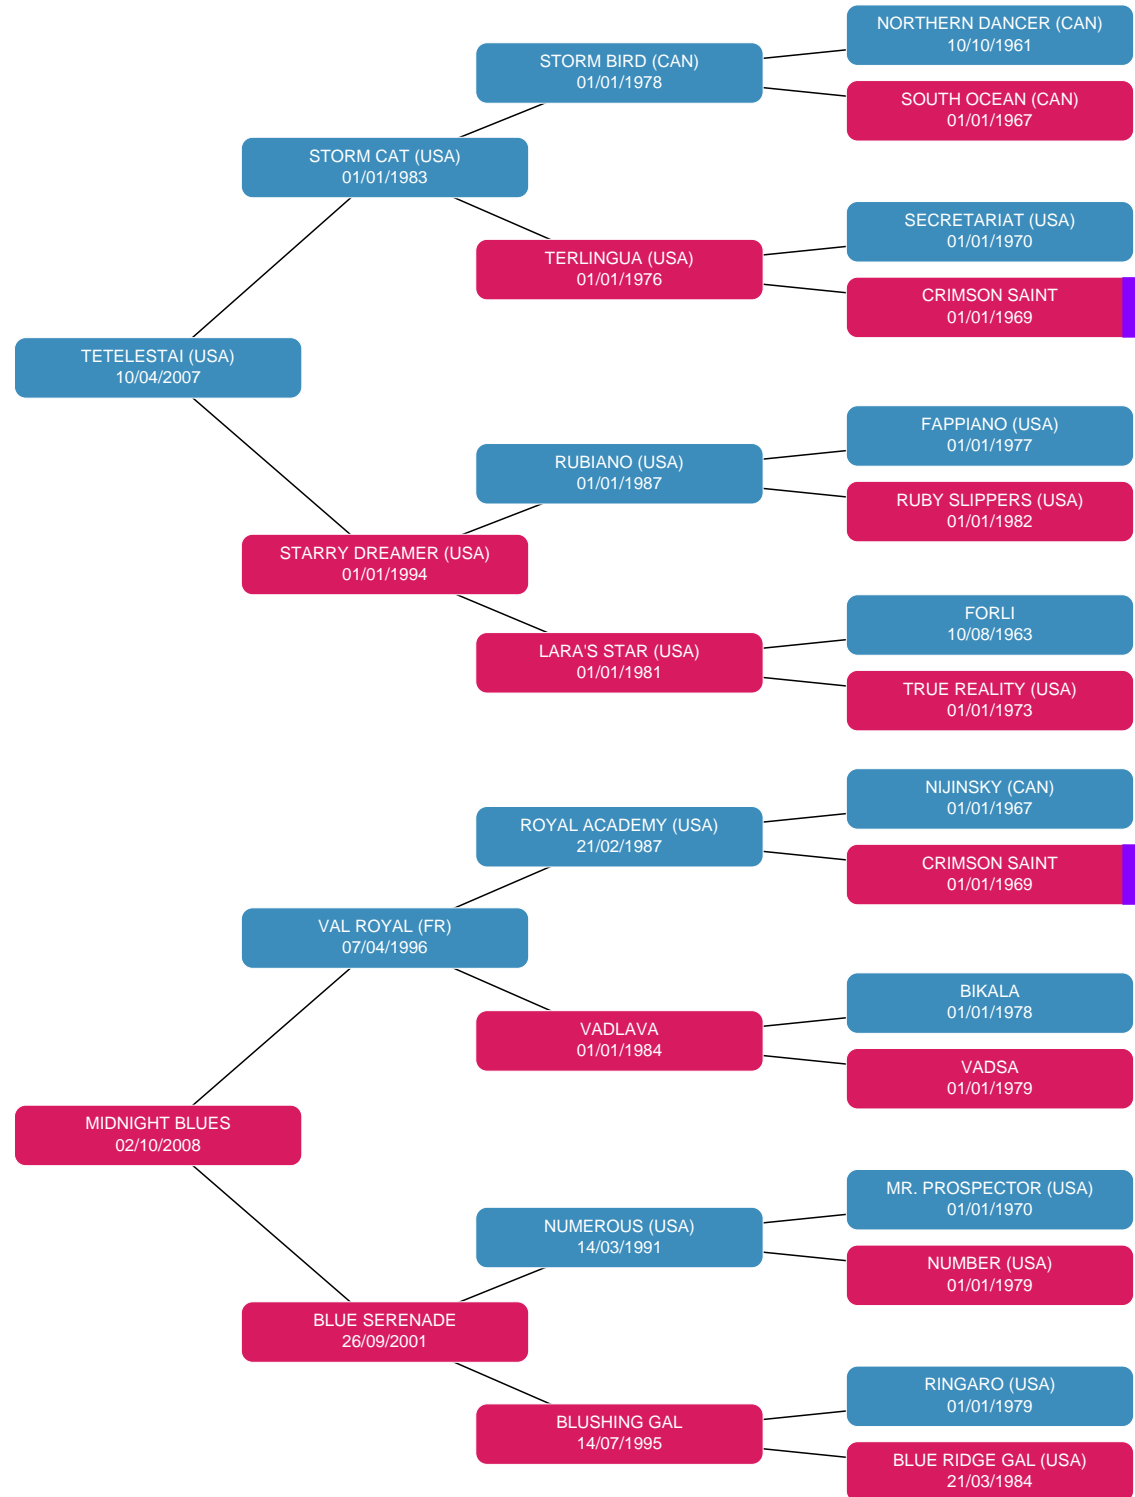 NORTHERN DANCER (CAN)
10/10/1961
STORM BIRD (CAN)
01/01/1978
SOUTH OCEAN (CAN)
01/01/1967
STORM CAT (USA)
01/01/1983
SECRETARIAT (USA)
01/01/1970
TERLINGUA (USA)
01/01/1976
CRIMSON SAINT
01/01/1969
TETELESTAI (USA)
10/04/2007
FAPPIANO (USA)
01/01/1977
RUBIANO (USA)
01/01/1987
RUBY SLIPPERS (USA)
01/01/1982
STARRY DREAMER (USA)
01/01/1994
FORLI
10/08/1963
LARA'S STAR (USA)
01/01/1981
TRUE REALITY (USA)
01/01/1973
NIJINSKY (CAN)
01/01/1967
ROYAL ACADEMY (USA)
21/02/1987
CRIMSON SAINT
01/01/1969
VAL ROYAL (FR)
07/04/1996
BIKALA
01/01/1978
VADLAVA
01/01/1984
VADSA
01/01/1979
MIDNIGHT BLUES
02/10/2008
MR. PROSPECTOR (USA)
01/01/1970
NUMEROUS (USA)
14/03/1991
NUMBER (USA)
01/01/1979
BLUE SERENADE
26/09/2001
RINGARO (USA)
01/01/1979
BLUSHING GAL
14/07/1995
BLUE RIDGE GAL (USA)
21/03/1984